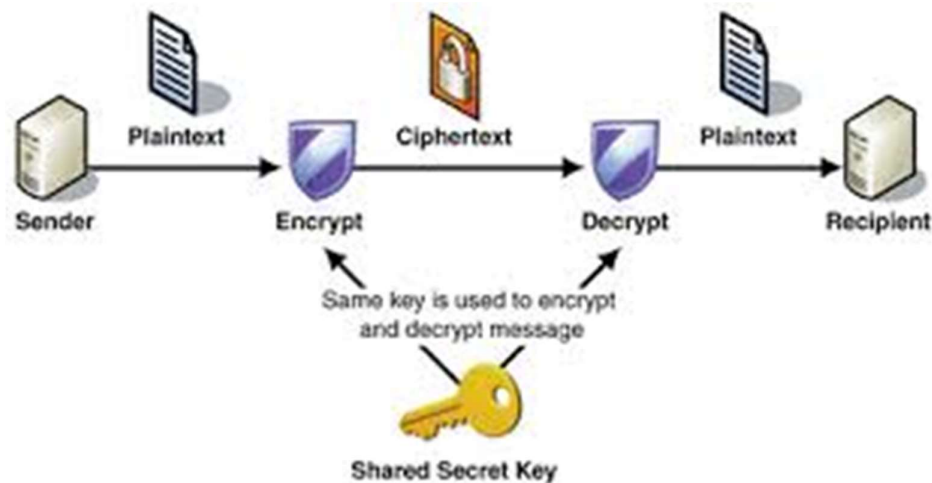 Plaintext
Ciphertext
Plaintext
Sender
Encrypt
Decrypt
Recipient
Same key is used to encrypt
and decrypt message
Shared Secret Key